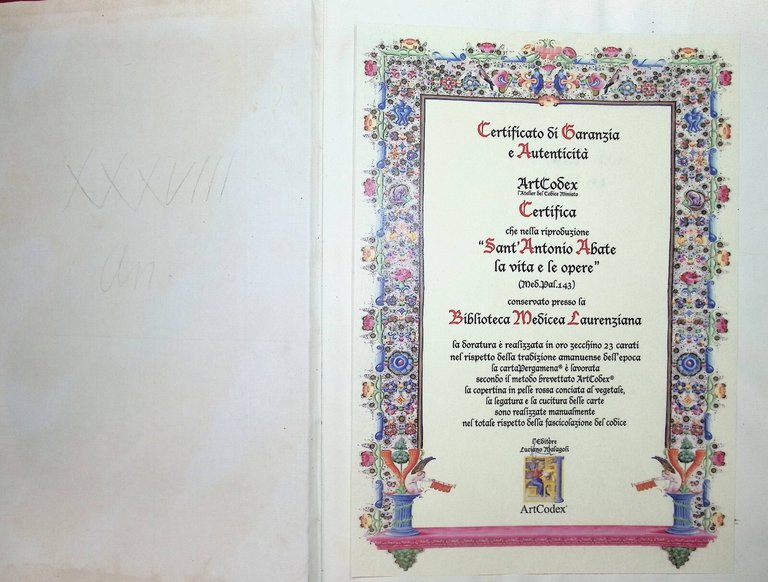 XXXVIII
Certificato di Garanzia
e Autenticità
ArtCodex
l'Atelier del Codice Miniato
Certifica
che nella riproduzione
"Sant'Antonio Abate
la vita e le opere"
(Med.Pal.143)
conservato presso la
Biblioteca Medicea Laurenziana
la doratura è realizzata in oro zecchino 23 carati
nel rispetto della tradizione amanuense dell'epoca
la cartaPergamena® è lavorata
secondo il metodo brevettato ArtCodex®
la copertina in pelle rossa conciata al vegetale,
la legatura e la cucitura delle carte
sono realizzate manualmente
nel totale rispetto della fascicolazione del codice
l'Editore
Luciano Malagoli
ArtCodex®